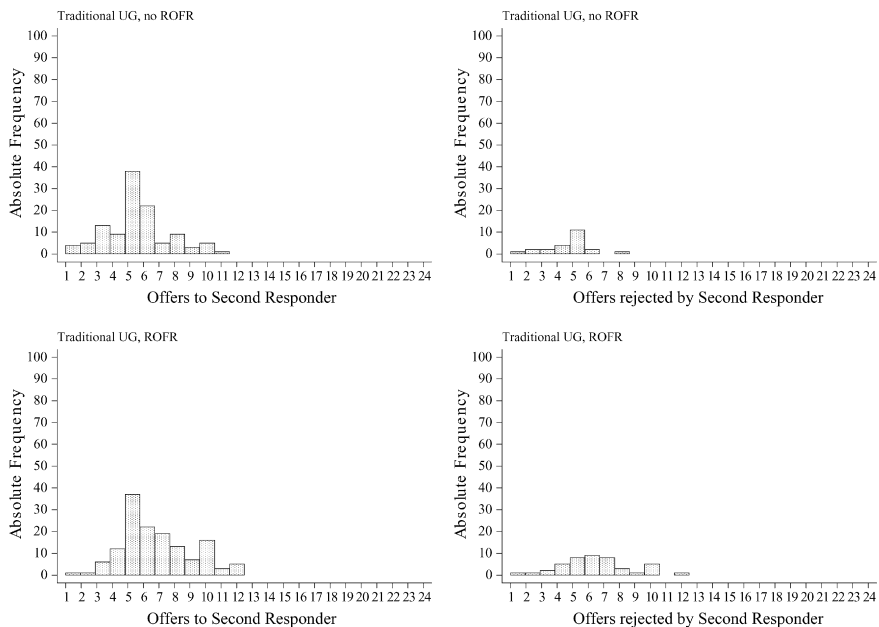 Traditional UG, no ROFR
100
90
80
70
60
50
40
30
20
10
0
Absolute Frequency
1 2 3 4 5 6 7 8 9 10 11 12 13 14 15 16 17 18 19 20 21 22 23 24
Offers to Second Responder
Traditional UG, no ROFR
100
90
80
70
60
50
40
30
20
10
0
Absolute Frequency
1 2 3 4 5 6 7 8 9 10 11 12 13 14 15 16 17 18 19 20 21 22 23 24
Offers rejected by Second Responder
Traditional UG, ROFR
100
90
80
70
60
50
40
30
20
10
0
Absolute Frequency
1 2 3 4 5 6 7 8 9 10 11 12 13 14 15 16 17 18 19 20 21 22 23 24
Offers to Second Responder
Traditional UG, ROFR
100
90
80
70
60
50
40
30
20
10
0
Absolute Frequency
1 2 3 4 5 6 7 8 9 10 11 12 13 14 15 16 17 18 19 20 21 22 23 24
Offers rejected by Second Responder